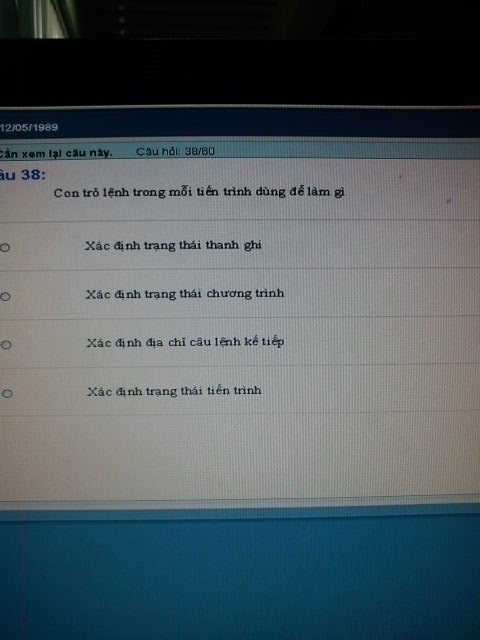 12/05/1989
Cần xem lại câu này. Câu hỏi: 38/60
âu 38:
Con trỏ lệnh trong mỗi tiến trình dùng để làm gì
Xác định trạng thái thanh ghi
Xác định trạng thái chương trình
Xác định địa chỉ câu lệnh kế tiếp
Xác định trạng thái tiến trình